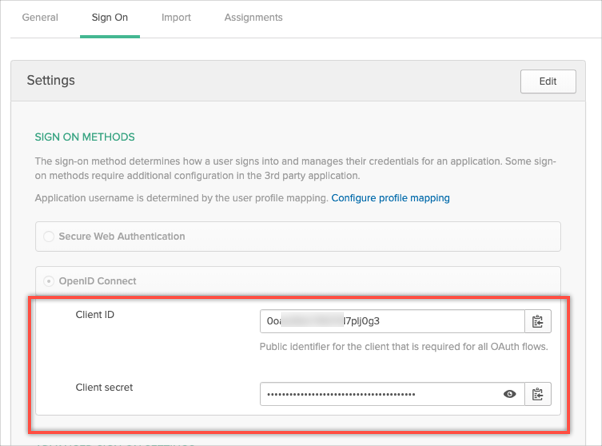 General Sign On Import Assignments
Settings
Edit
SIGN ON METHODS
The sign-on method determines how a user signs into and manages their credentials for an application. Some sign-
on methods require additional configuration in the 3rd party application.
Application username is determined by the user profile mapping. Configure profile mapping
Secure Web Authentication
OpenID Connect
Client ID
Public identifier for the client that is required for all OAuth flows.
Client secret
••••••••••••••••••••••••••••••••••••••••